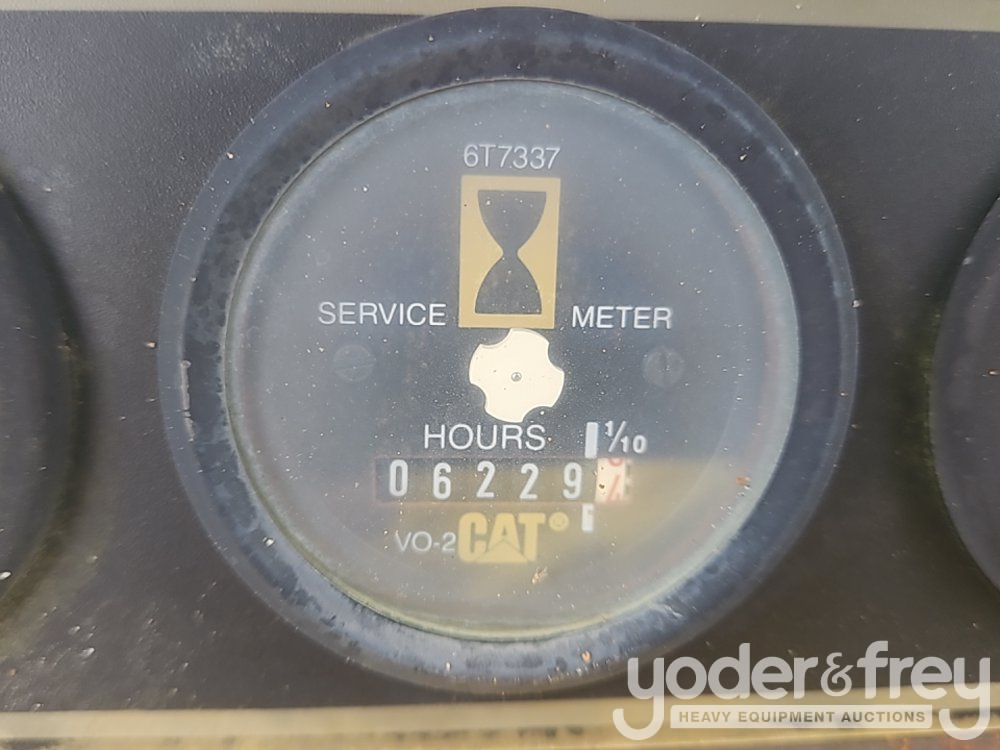 6T7337
SERVICE METER
HOURS 1/10
06229
VO-2 CAT®
yoder&frey
HEAVY EQUIPMENT AUCTIONS